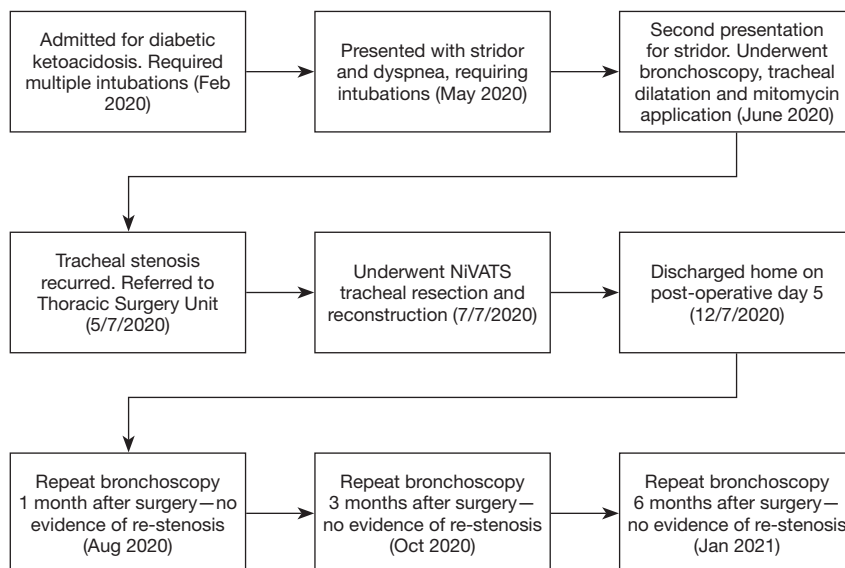 Admitted for diabetic
ketoacidosis. Required
multiple intubations (Feb
2020)
Presented with stridor
and dyspnea, requiring
intubations (May 2020)
Second presentation
for stridor. Underwent
bronchoscopy, tracheal
dilatation and mitomycin
application (June 2020)
Tracheal stenosis
recurred. Referred to
Thoracic Surgery Unit
(5/7/2020)
Underwent NiVATS
tracheal resection and
reconstruction (7/7/2020)
Discharged home on
post-operative day 5
(12/7/2020)
Repeat bronchoscopy
1 month after surgery—no
evidence of re-stenosis
(Aug 2020)
Repeat bronchoscopy
3 months after surgery—
no evidence of re-stenosis
(Oct 2020)
Repeat bronchoscopy
6 months after surgery—
no evidence of re-stenosis
(Jan 2021)